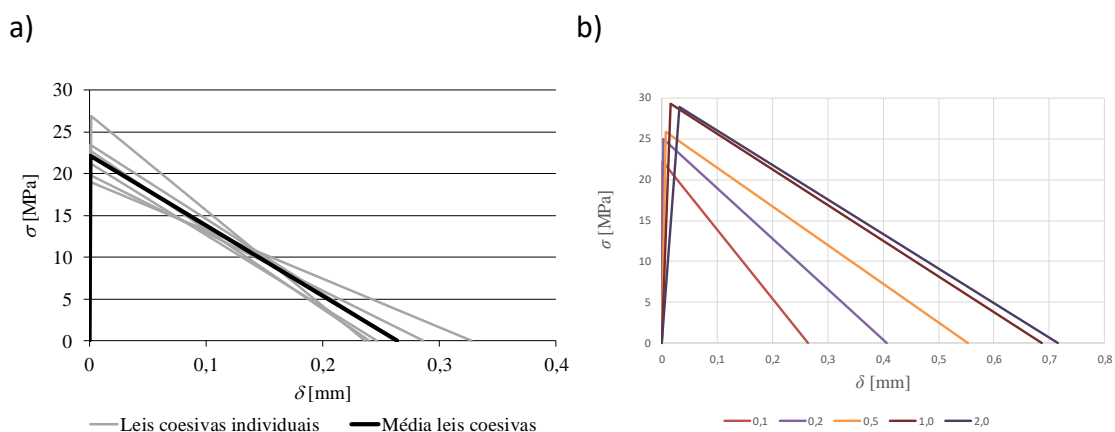 a)
b)
30
25
20
15
10
5
0
σ [MPa]
0 0,1 0,2 0,3 0,4
δ [mm]
Leis coesivas individuais Média leis coesivas
30
25
20
15
10
5
0
σ [MPa]
0 0,1 0,2 0,3 0,4 0,5 0,6 0,7 0,8
δ [mm]
0,1 0,2 0,5 1,0 2,0